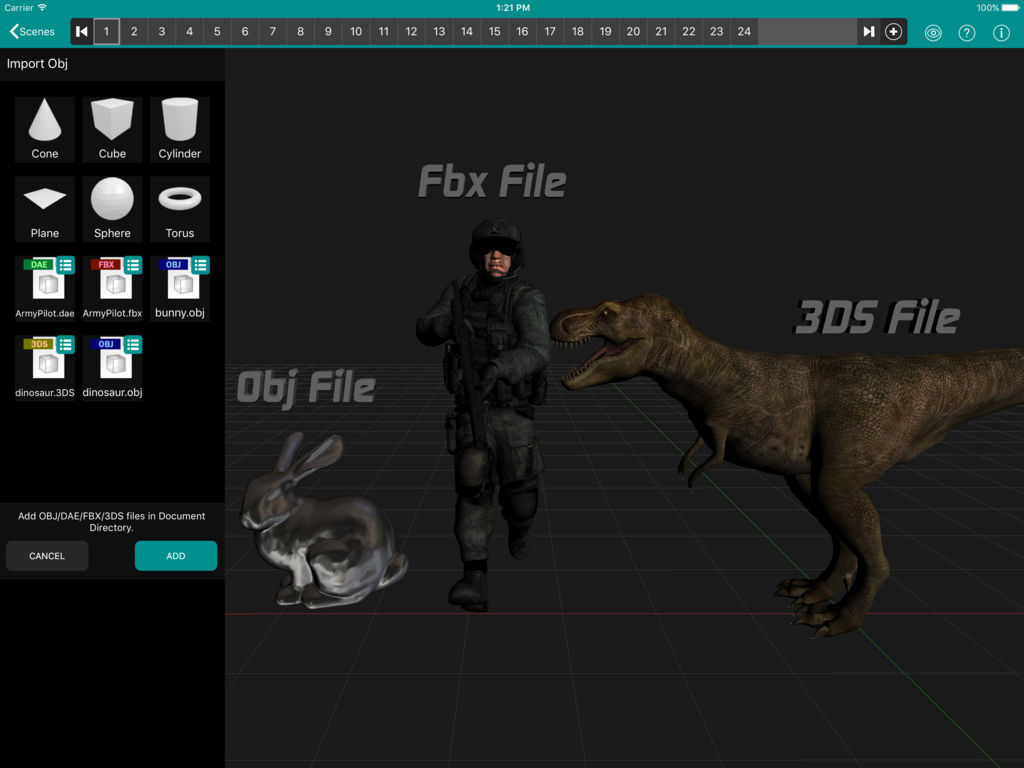 Carrier 1:21 PM 100%
Scenes 1 2 3 4 5 6 7 8 9 10 11 12 13 14 15 16 17 18 19 20 21 22 23 24
Import Obj
Cone Cube Cylinder
Plane Sphere Torus
DAE FBX OBJ
ArmyPilot.dae ArmyPilot.fbx bunny.obj
3DS OBJ
dinosaur.3DS dinosaur.obj
Add OBJ/DAE/FBX/3DS files in Document
Directory.
CANCEL ADD
Fbx File
3DS File
Obj File